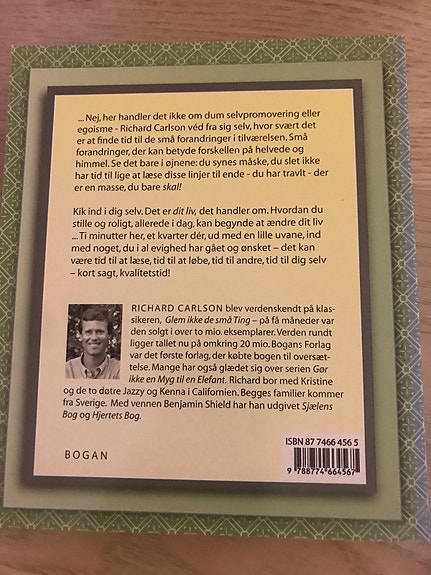 ... Nej, her handler det ikke om dum selvpromovering eller
egoisme - Richard Carlson véd fra sig selv, hvor svært det
er at finde tid til de små forandringer i tilværelsen. Små
forandringer, der kan betyde forskellen på helvede og
himmel. Se det bare i øjnene: du synes måske, du slet ikke
har tid til lige at læse disse linjer til ende - du har travlt - der
er en masse, du bare skal!
Kik ind i dig selv. Det er dit liv, det handler om. Hvordan du
stille og roligt, allerede i dag, kan begynde at ændre dit liv
... Ti minutter her, et kvarter dér, ud med en lille uvane, ind
med noget, du i al evighed har gået og ønsket – det kan
være tid til at læse, tid til at løbe, tid til andre, tid til dig selv
– kort sagt, kvalitetstid!
RICHARD CARLSON blev verdenskendt på klas-
sikeren, Glem ikke de små Ting – på få måneder var
den solgt i over to mio. eksemplarer. Verden rundt
ligger tallet nu på omkring 20 mio. Bogans Forlag
var det første forlag, der købte bogen til oversæt-
telse. Mange har også glædet sig over serien Gør
ikke en Myg til en Elefant. Richard bor med Kristine
og de to døtre Jazzy og Kenna i Californien. Begges familier kommer
fra Sverige. Med vennen Benjamin Shield har han udgivet Sjælens
Bog og Hjertets Bog.
ISBN 87 7466 456 5
BOGAN
9 788774 664567